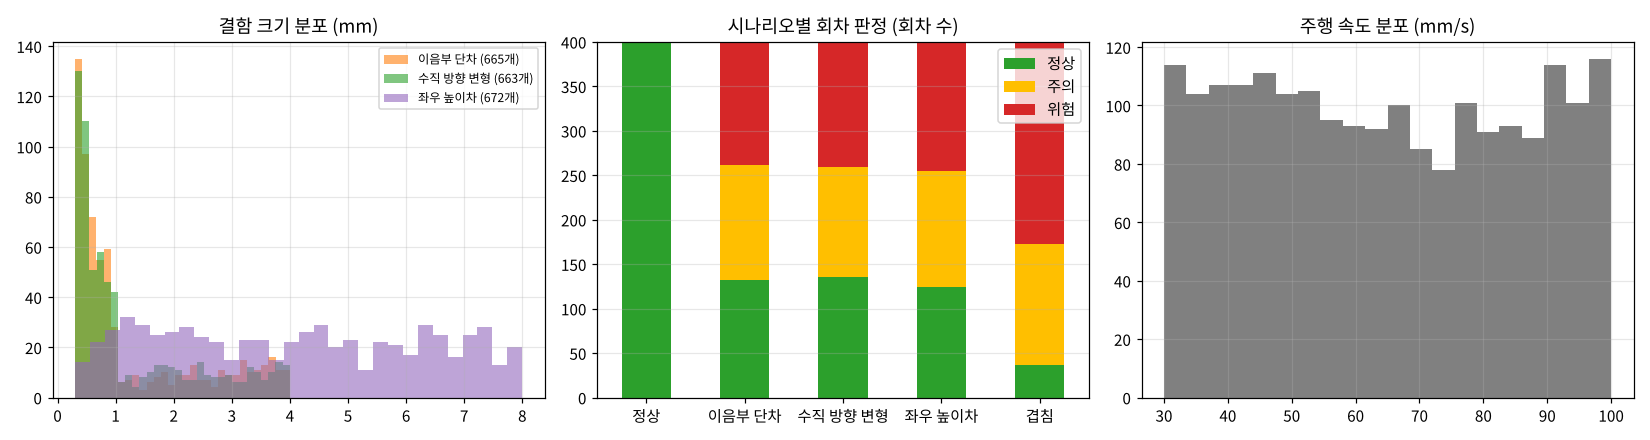 결함 크기 분포 (mm)
이음부 단차 (665개)
수직 방향 변형 (663개)
좌우 높이차 (672개)
140
120
100
80
60
40
20
0
0 1 2 3 4 5 6 7 8
시나리오별 회차 판정 (회차 수)
정상
주의
위험
400
350
300
250
200
150
100
50
0
정상 이음부 단차 수직 방향 변형 좌우 높이차 겹침
주행 속도 분포 (mm/s)
120
100
80
60
40
20
0
30 40 50 60 70 80 90 100